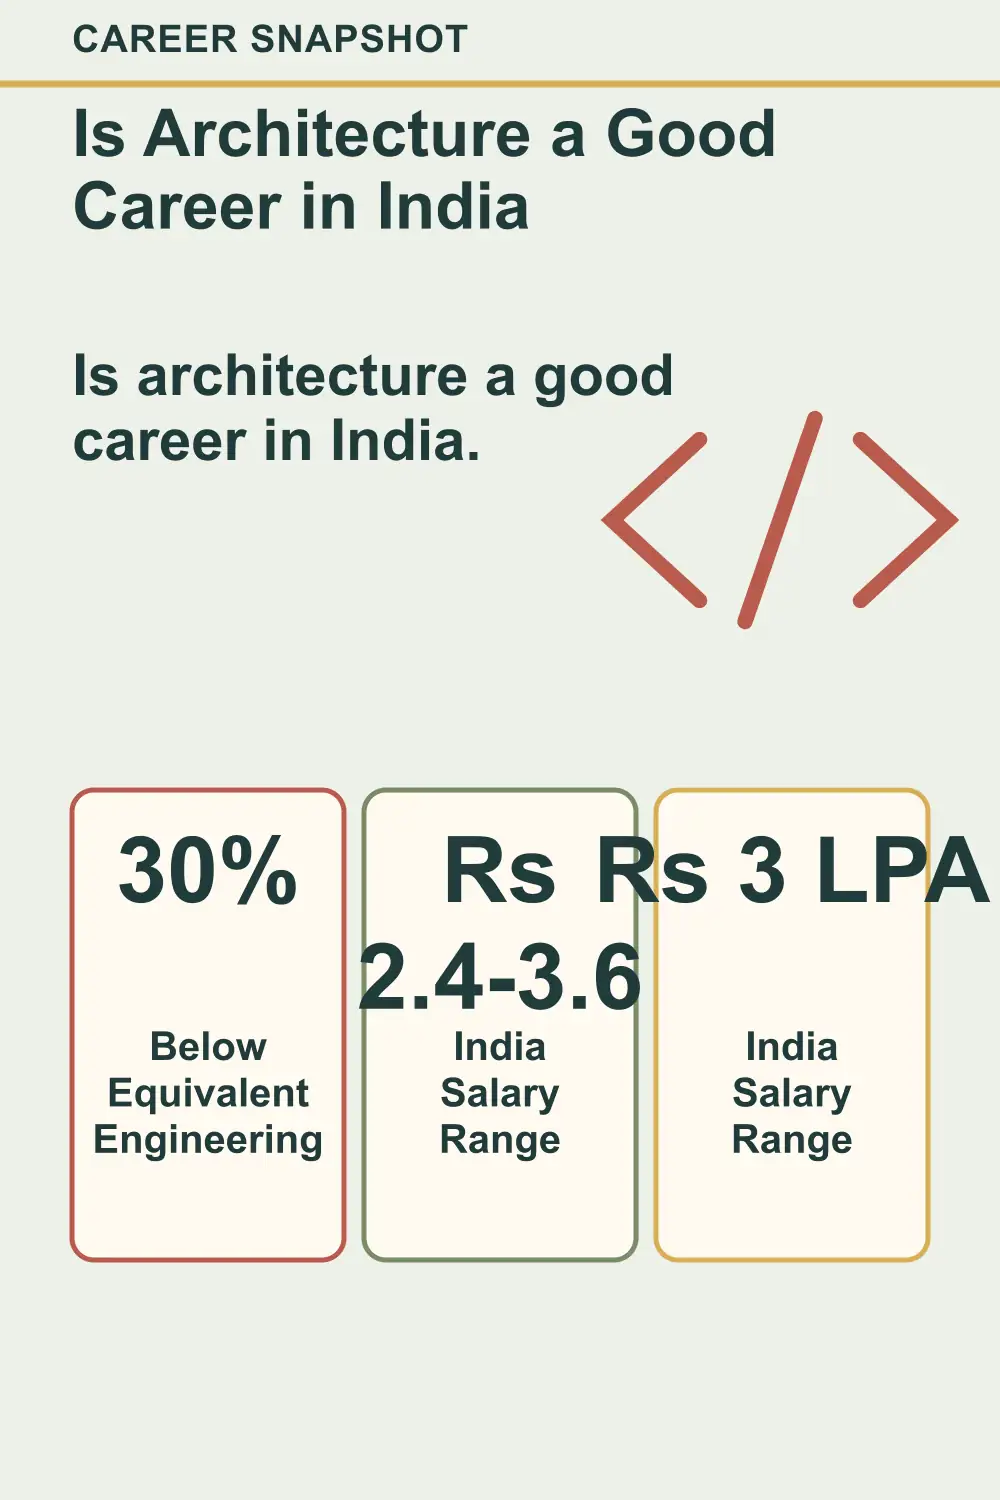 CAREER SNAPSHOT
Is Architecture a Good
Career in India
Is architecture a good
career in India.
</>
30%
Below
Equivalent
Engineering
Rs
2.4-3.6
India
Salary
Range
Rs 3 LPA
India
Salary
Range